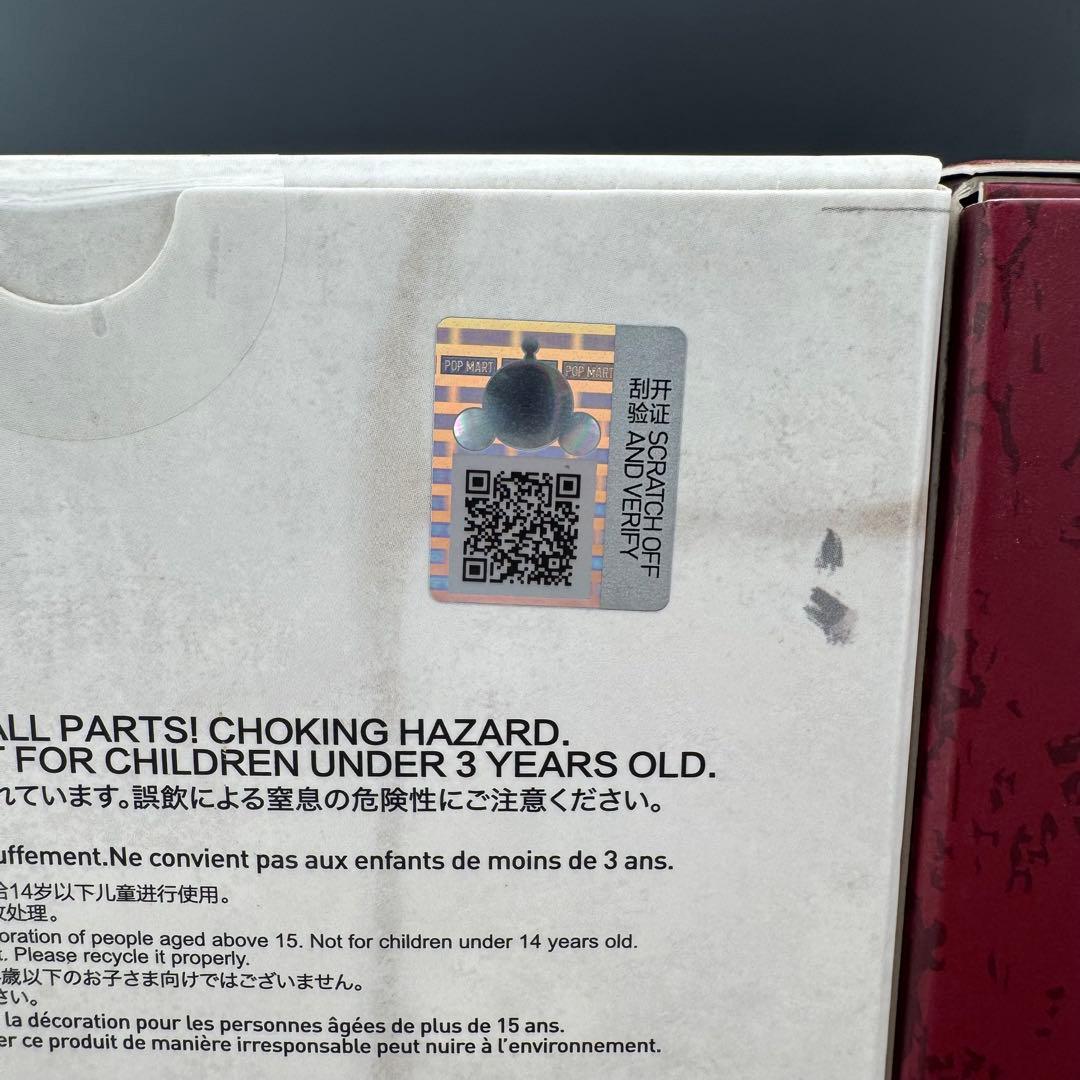 POP MART POP MART
刮开
验证
SCRATCH OFF
AND VERIFY
ALL PARTS! CHOKING HAZARD.
FOR CHILDREN UNDER 3 YEARS OLD.
れています。誤飲による窒息の危険性にご注意ください。
uffement.Ne convient pas aux enfants de moins de 3 ans.
给14岁以下儿童进行使用。
处理。
oration of people aged above 15. Not for children under 14 years old.
. Please recycle it properly.
歳以下のお子さま向けではございません。
さい。
la décoration pour les personnes âgées de plus de 15 ans.
er ce produit de manière irresponsable peut nuire à l'environnement.